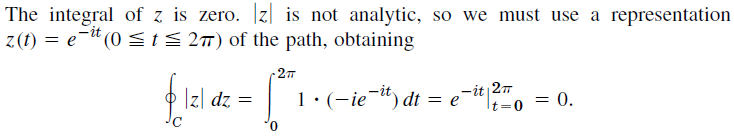 The integral of z is zero. |z| is not analytic, so we must use a representation
z(t) = e^{-it} (0 ≦ t ≦ 2π) of the path, obtaining
∮_C |z| dz = ∫_0^{2π} 1 · (−ie^{−it}) dt = e^{−it}|_{t=0}^{2π} = 0.